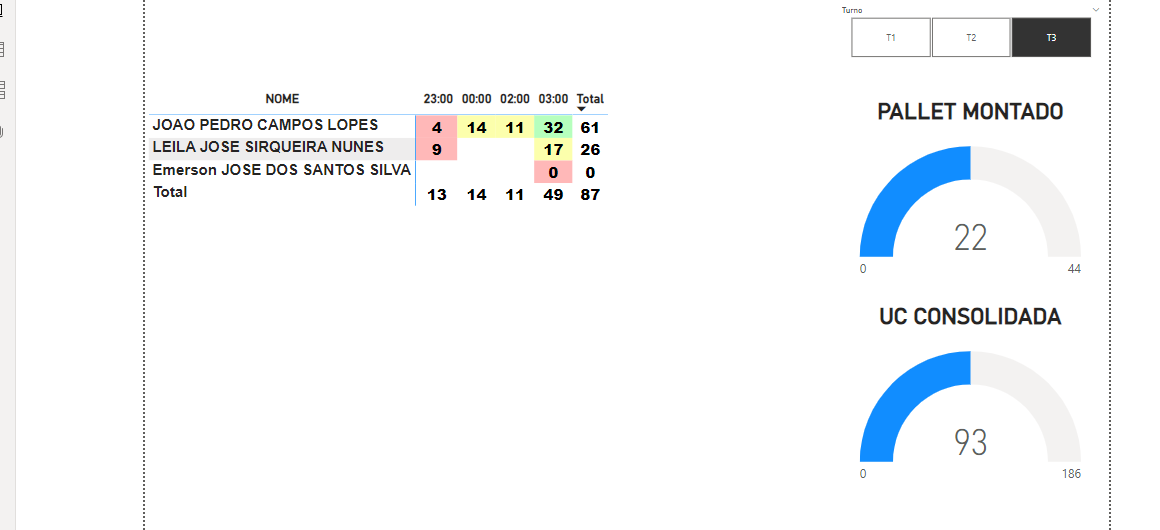 Turno
T1 T2 T3
NOME 23:00 00:00 02:00 03:00 Total
JOAO PEDRO CAMPOS LOPES 4 14 11 32 61
LEILA JOSE SIRQUEIRA NUNES 9 17 26
Emerson JOSE DOS SANTOS SILVA 0 0
Total 13 14 11 49 87
PALLET MONTADO
22
0 44
UC CONSOLIDADA
93
0 186